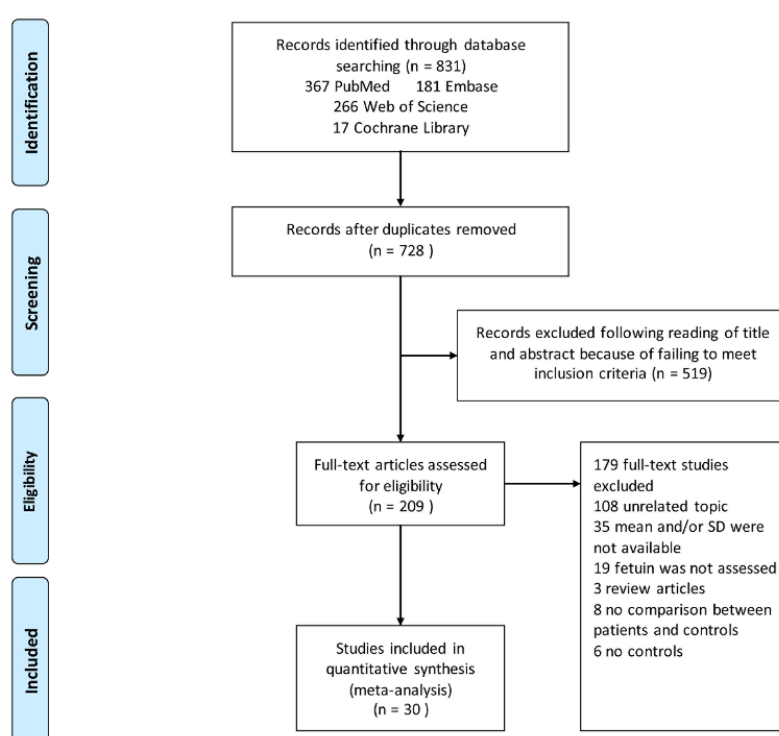 Identification
Records identified through database
searching (n = 831)
367 PubMed 181 Embase
266 Web of Science
17 Cochrane Library
Screening
Records after duplicates removed
(n = 728 )
Records excluded following reading of title
and abstract because of failing to meet
inclusion criteria (n = 519)
Eligibility
Full-text articles assessed
for eligibility
(n = 209 )
179 full-text studies
excluded
108 unrelated topic
35 mean and/or SD were
not available
19 fetuin was not assessed
3 review articles
8 no comparison between
patients and controls
6 no controls
Included
Studies included in
quantitative synthesis
(meta-analysis)
(n = 30 )